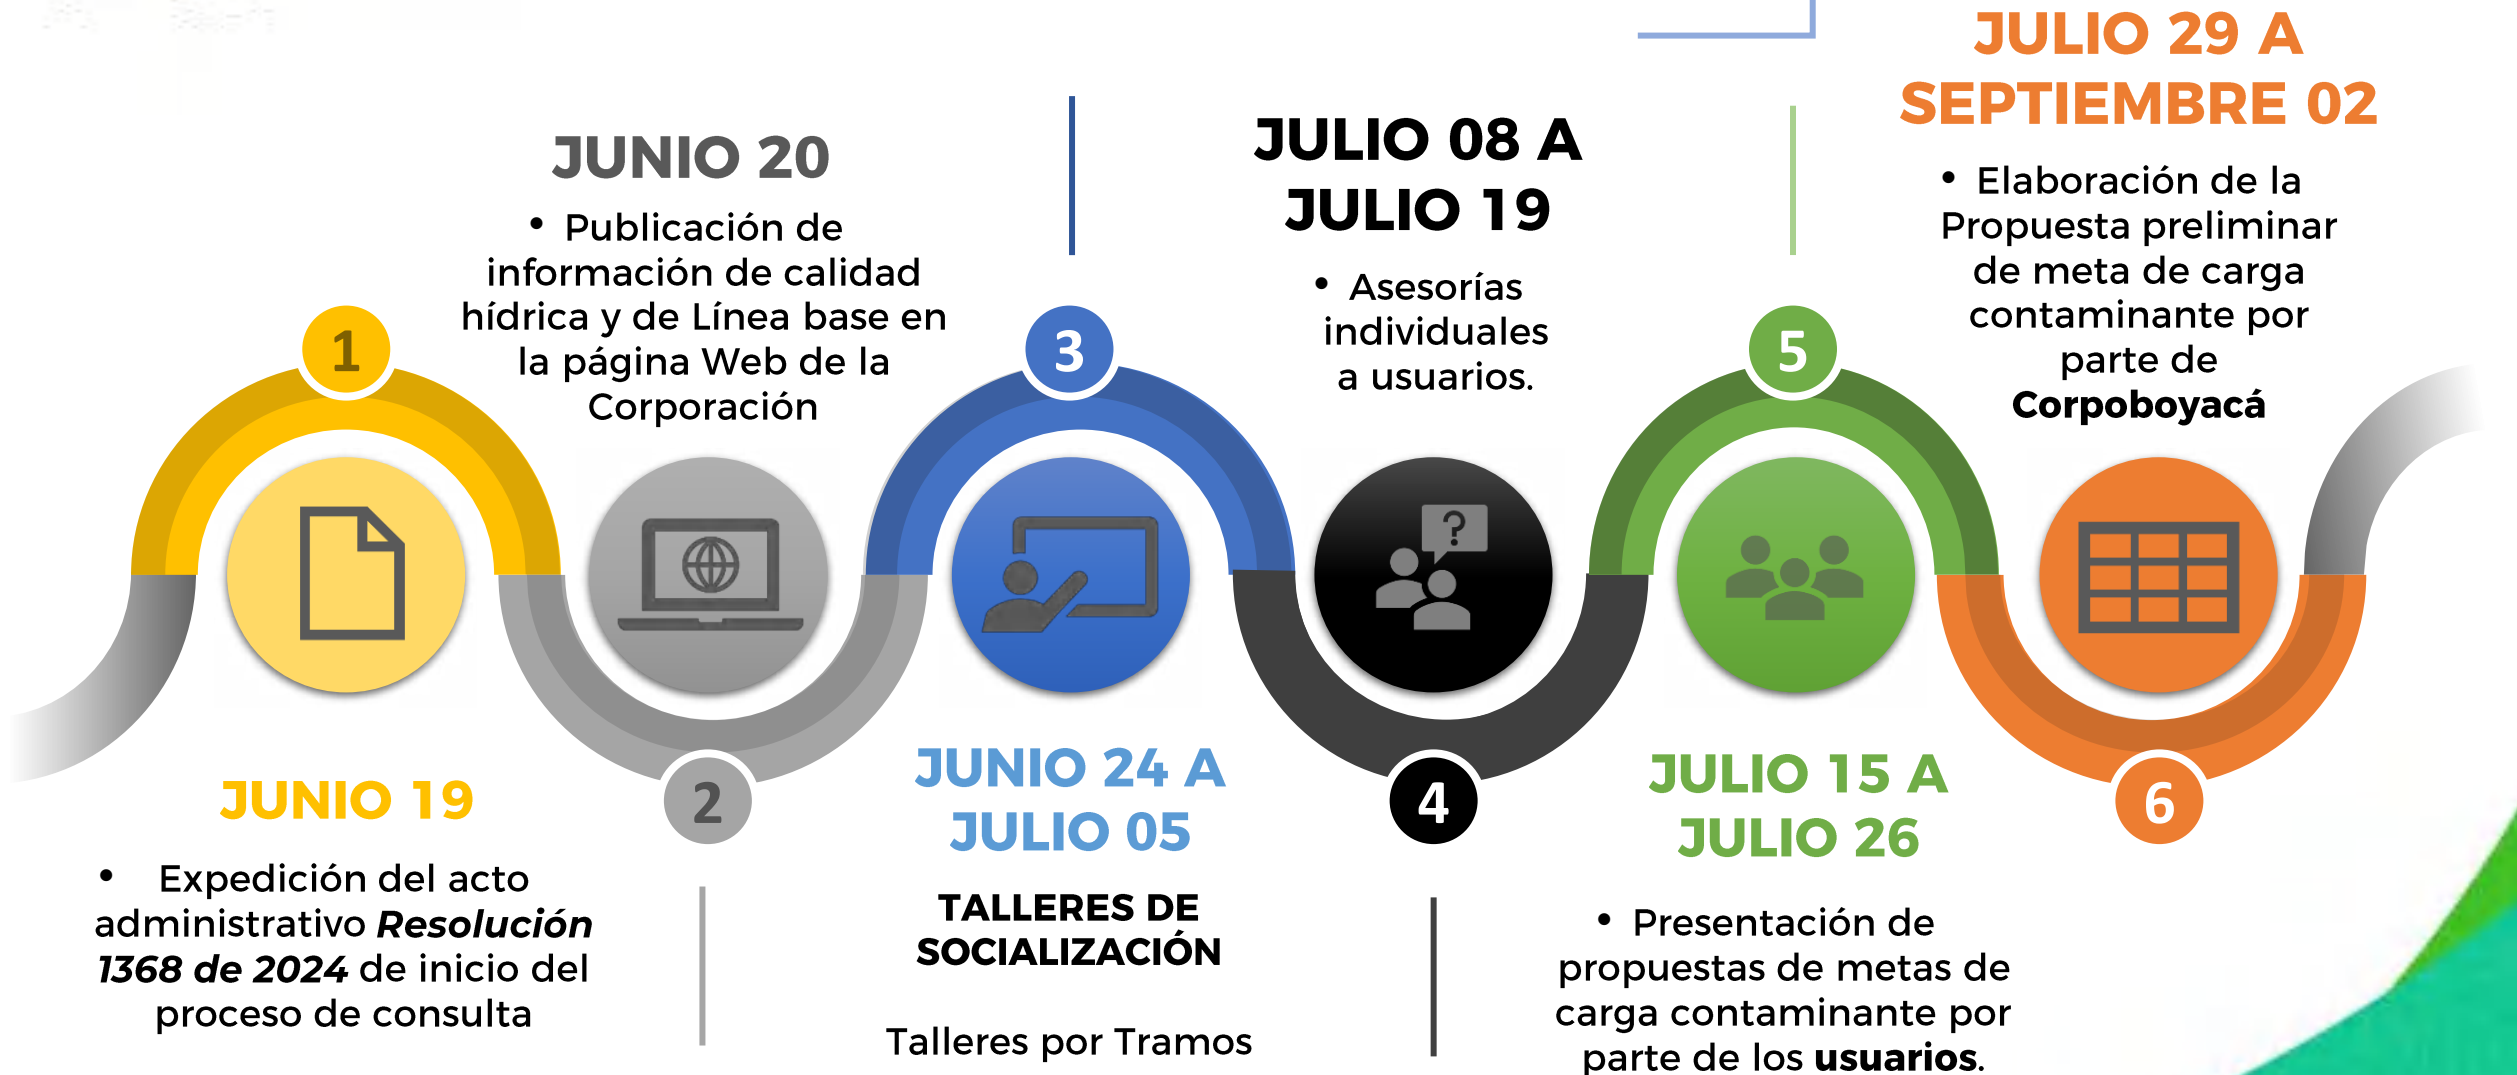 1
JUNIO 19
• Expedición del acto
administrativo Resolución
1368 de 2024 de inicio del
proceso de consulta
JUNIO 20
• Publicación de
información de calidad
hídrica y de Línea base en
la página Web de la
Corporación
2
3
JUNIO 24 A
JULIO 05
TALLERES DE
SOCIALIZACIÓN
Talleres por Tramos
JULIO 08 A
JULIO 19
• Asesorías
individuales
a usuarios.
?
4
5
JULIO 15 A
JULIO 26
• Presentación de
propuestas de metas de
carga contaminante por
parte de los usuarios.
JULIO 29 A
SEPTIEMBRE 02
• Elaboración de la
Propuesta preliminar
de meta de carga
contaminante por
parte de
Corpoboyacá
6